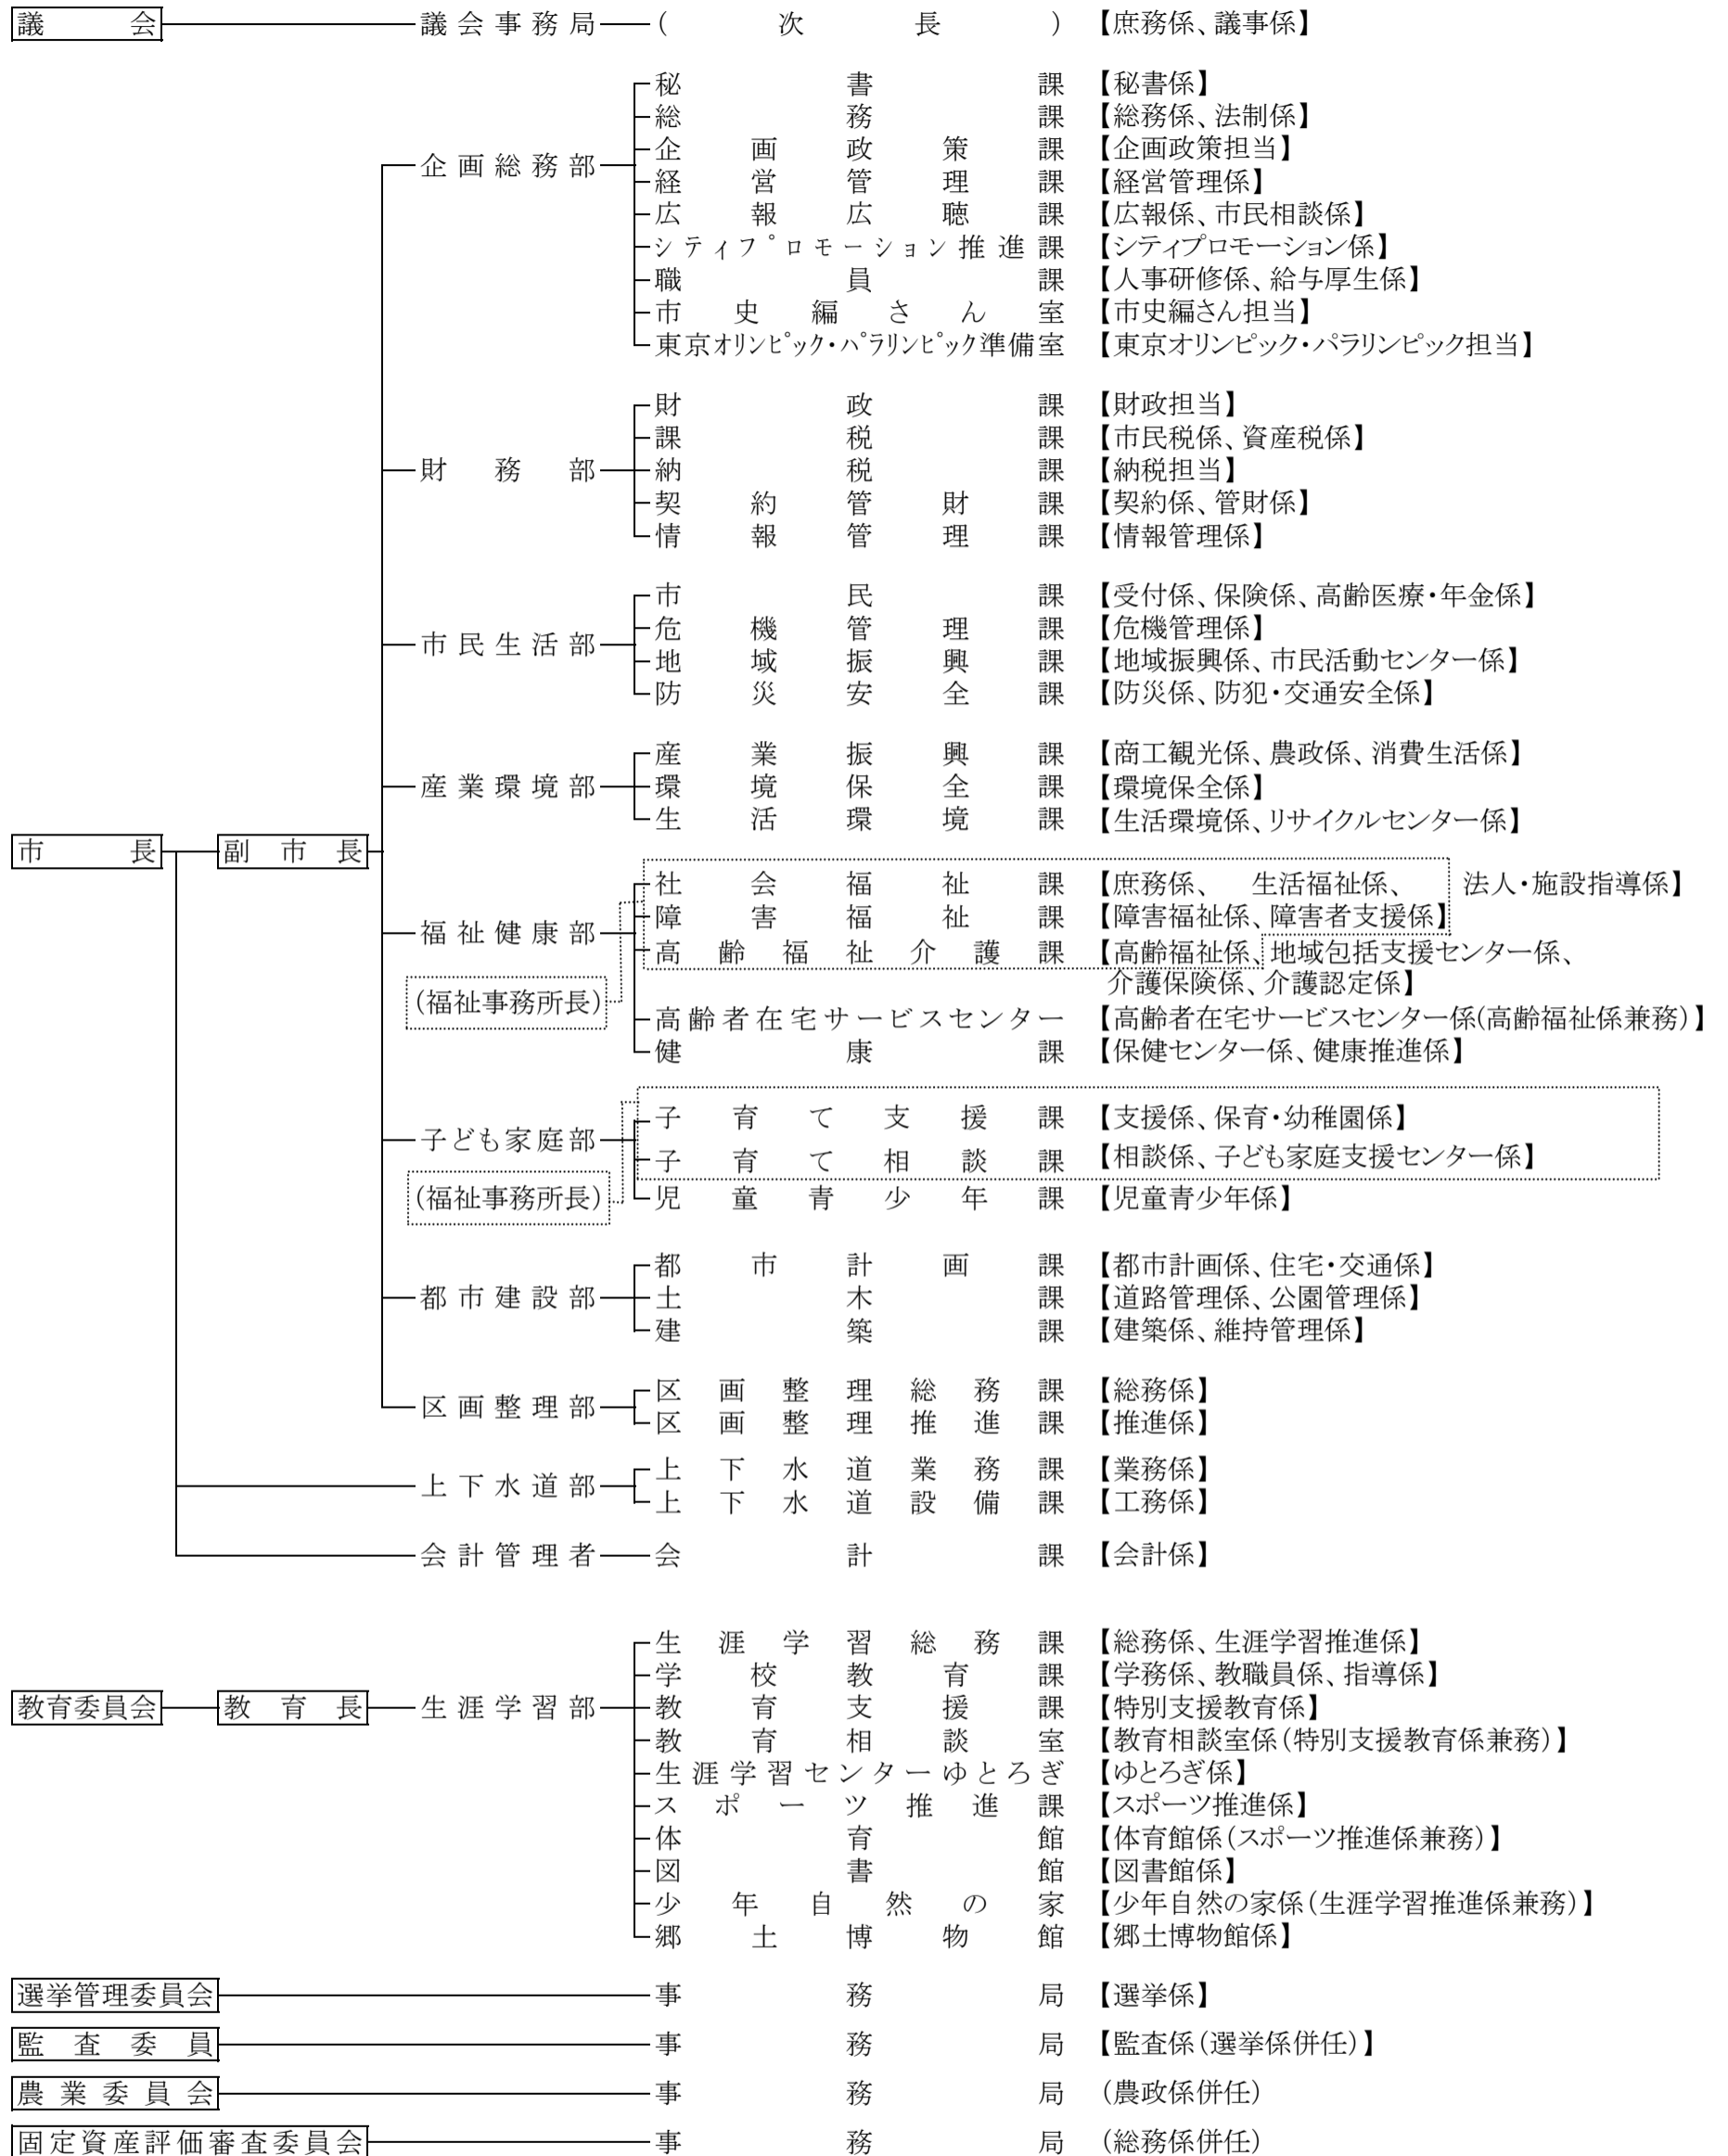 議会 議会事務局 (次長) 【庶務係、議事係】
秘書課 【秘書係】
総務課 【総務係、法制係】
企画政策課 【企画政策担当】
企画総務部
経営管理課 【経営管理係】
広報広聴課 【広報係、市民相談係】
シティプロモーション推進課 【シティプロモーション係】
職員課 【人事研修係、給与厚生係】
市史編さん室 【市史編さん担当】
東京オリンピック・パラリンピック準備室 【東京オリンピック・パラリンピック担当】
財政課 【財政担当】
課税課 【市民税係、資産税係】
財務部 納税課 【納税担当】
契約管財課 【契約係、管財係】
情報管理課 【情報管理係】
市民課 【受付係、保険係、高齢医療・年金係】
危機管理課 【危機管理係】
市民生活部
地域振興課 【地域振興係、市民活動センター係】
防災安全課 【防災係、防犯・交通安全係】
産業振興課 【商工観光係、農政係、消費生活係】
産業環境部 環境保全課 【環境保全係】
生活環境課 【生活環境係、リサイクルセンター係】
市長 副市長
社会福祉課 【庶務係、 生活福祉係、 法人・施設指導係】
障害福祉課 【障害福祉係、障害者支援係】
福祉健康部
高齢福祉介護課 【高齢福祉係、地域包括支援センター係、
介護保険係、介護認定係】
(福祉事務所長)
高齢者在宅サービスセンター 【高齢者在宅サービスセンター係(高齢福祉係兼務)】
健康課 【保健センター係、健康推進係】
子育て支援課 【支援係、保育・幼稚園係】
子ども家庭部
子育て相談課 【相談係、子ども家庭支援センター係】
(福祉事務所長) 児童青少年課 【児童青少年係】
都市計画課 【都市計画係、住宅・交通係】
都市建設部 土木課 【道路管理係、公園管理係】
建築課 【建築係、維持管理係】
区画整理総務課 【総務係】
区画整理部
区画整理推進課 【推進係】
上下水道業務課 【業務係】
上下水道部
上下水道設備課 【工務係】
会計管理者 会計課 【会計係】
生涯学習総務課 【総務係、生涯学習推進係】
学校教育課 【学務係、教職員係、指導係】
教育委員会 教育長 生涯学習部 教育支援課 【特別支援教育係】
教育相談室 【教育相談室係(特別支援教育係兼務)】
生涯学習センターゆとろぎ 【ゆとろぎ係】
スポーツ推進課 【スポーツ推進係】
体育館 【体育館係(スポーツ推進係兼務)】
図書館 【図書館係】
少年自然の家 【少年自然の家係(生涯学習推進係兼務)】
郷土博物館 【郷土博物館係】
選挙管理委員会 事務局 【選挙係】
監査委員 事務局 【監査係(選挙係併任)】
農業委員会 事務局 (農政係併任)
固定資産評価審査委員会 事務局 (総務係併任)